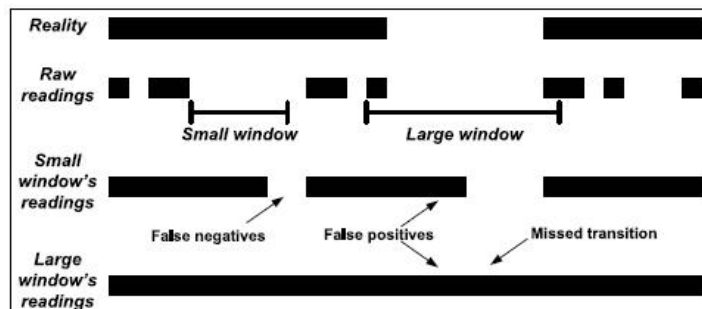 Reality
Raw
readings
Small window
Large window
Small
window's
readings
False negatives
False positives
Missed transition
Large
window's
readings